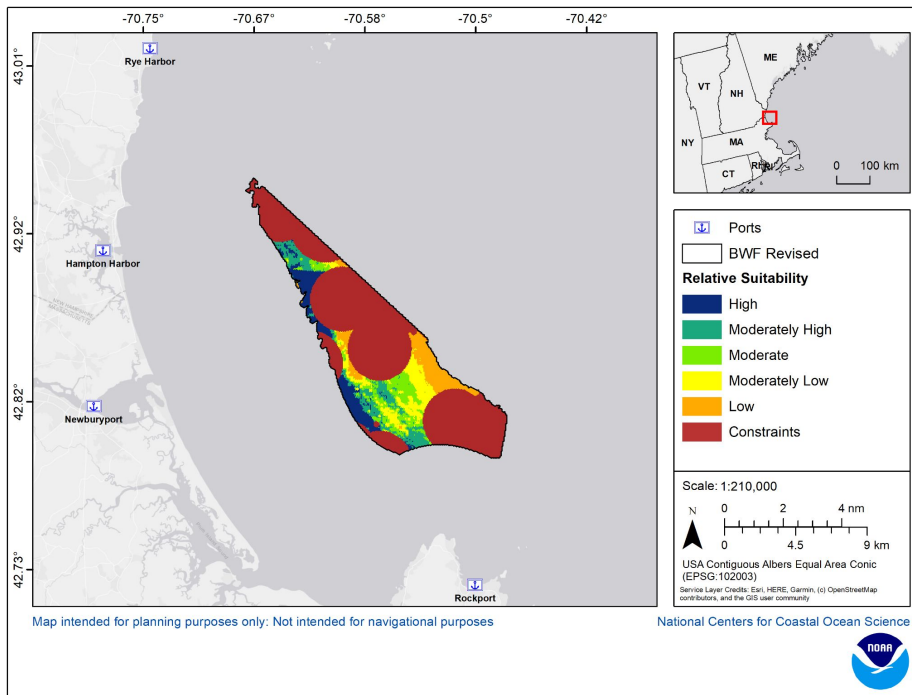 -70.75 -70.67 -70.58 -70.5 -70.42
43.01
42.92
42.82
42.73
Rye Harbor
Hampton Harbor
Newburyport
Rockport
ME
VT
NH
NY
MA
CT
0 100 km
Ports
BWF Revised
Relative Suitability
High
Moderately High
Moderate
Moderately Low
Low
Constraints
Scale: 1:210,000
N
0 2 4 nm
0 4.5 9 km
USA Contiguous Albers Equal Area Conic
(EPSG:102003)
Service Layer Credits: Esri, HERE, Garmin, (c) OpenStreetMap
contributors, and the GIS user community
Map intended for planning purposes only: Not intended for navigational purposes
National Centers for Coastal Ocean Science
NOAA